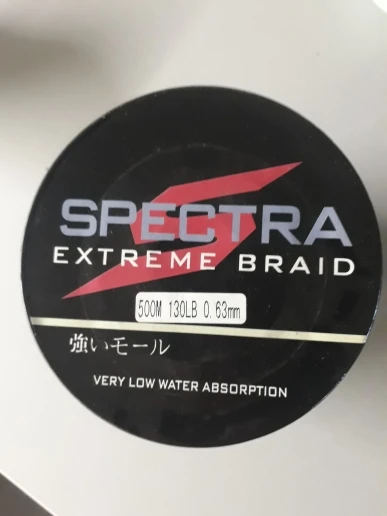 SPECTRA
EXTREME BRAID
500M 130LB 0.63mm
強いモール
VERY LOW WATER ABSORPTION